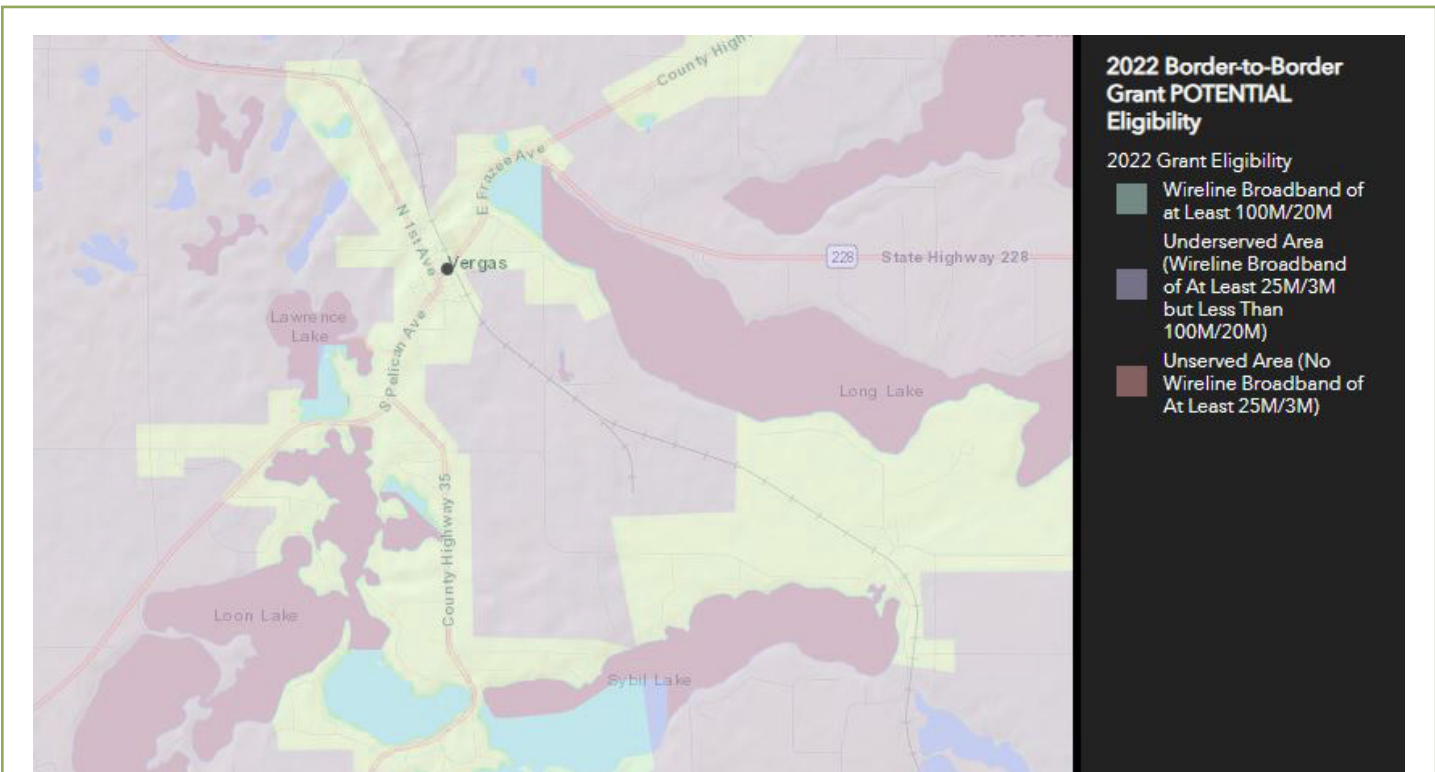 County High
E Frazee Ave
N 1st Ave
Vergas
228
State Highway 228
Lawrence
Lake
S Pelican Ave
Long Lake
County Highway 35
Loon Lake
Sybil Lake
2022 Border-to-Border
Grant POTENTIAL
Eligibility
2022 Grant Eligibility
Wireline Broadband of
at Least 100M/20M
Underserved Area
(Wireline Broadband
of At Least 25M/3M
but Less Than
100M/20M)
Unserved Area (No
Wireline Broadband of
At Least 25M/3M)